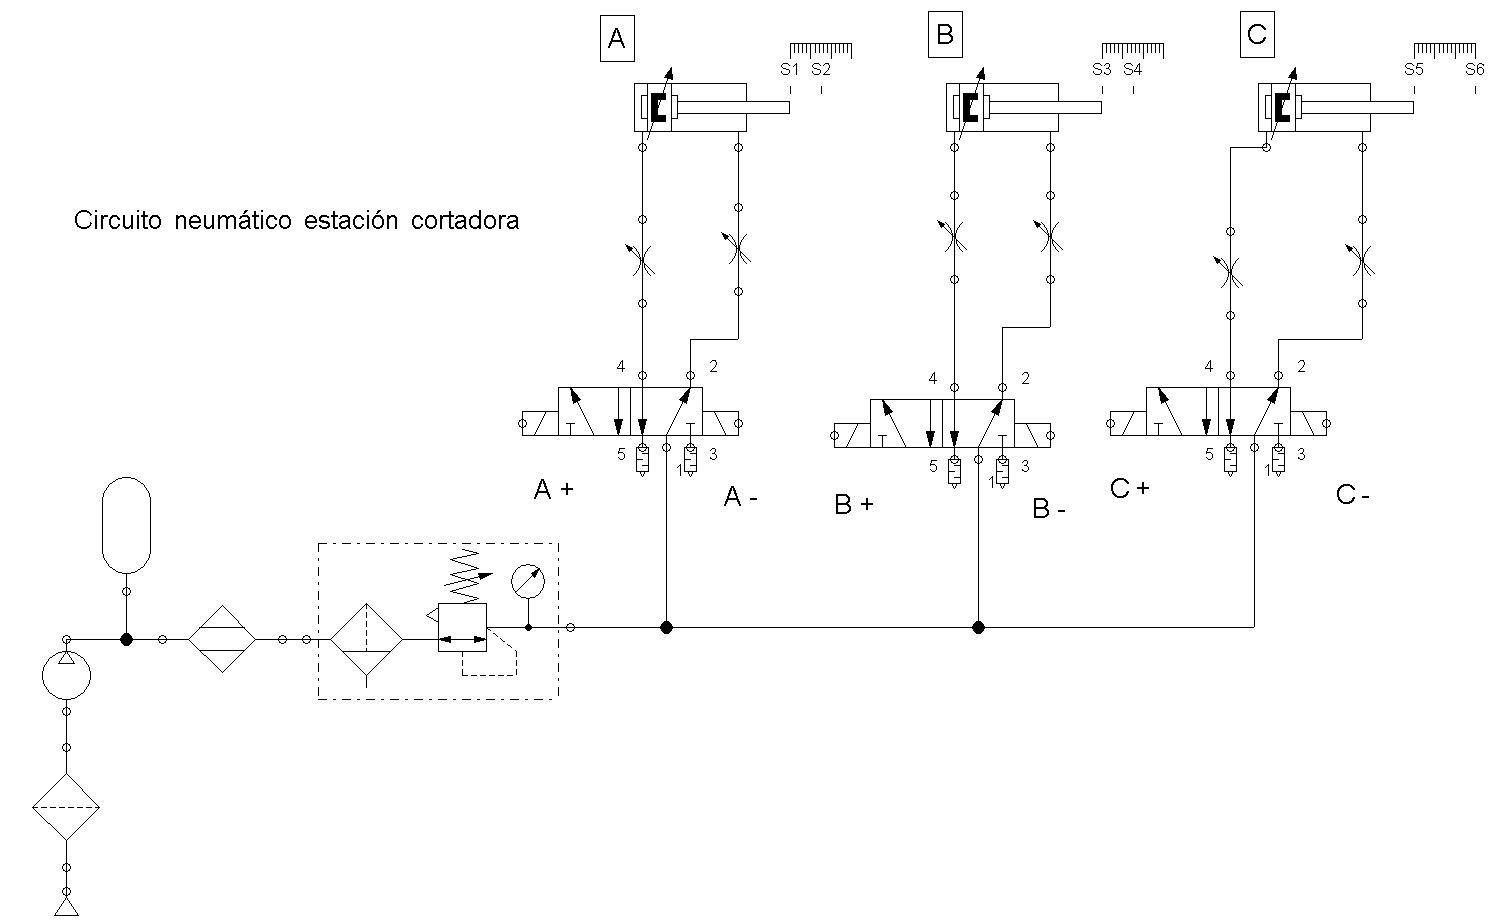 A
B
C
S1 S2
S3 S4
S5 S6
Circuito neumático estación cortadora
4 2
4 2
4 2
5 1 3
5 1 3
5 1 3
A +
A -
B +
B -
C +
C -